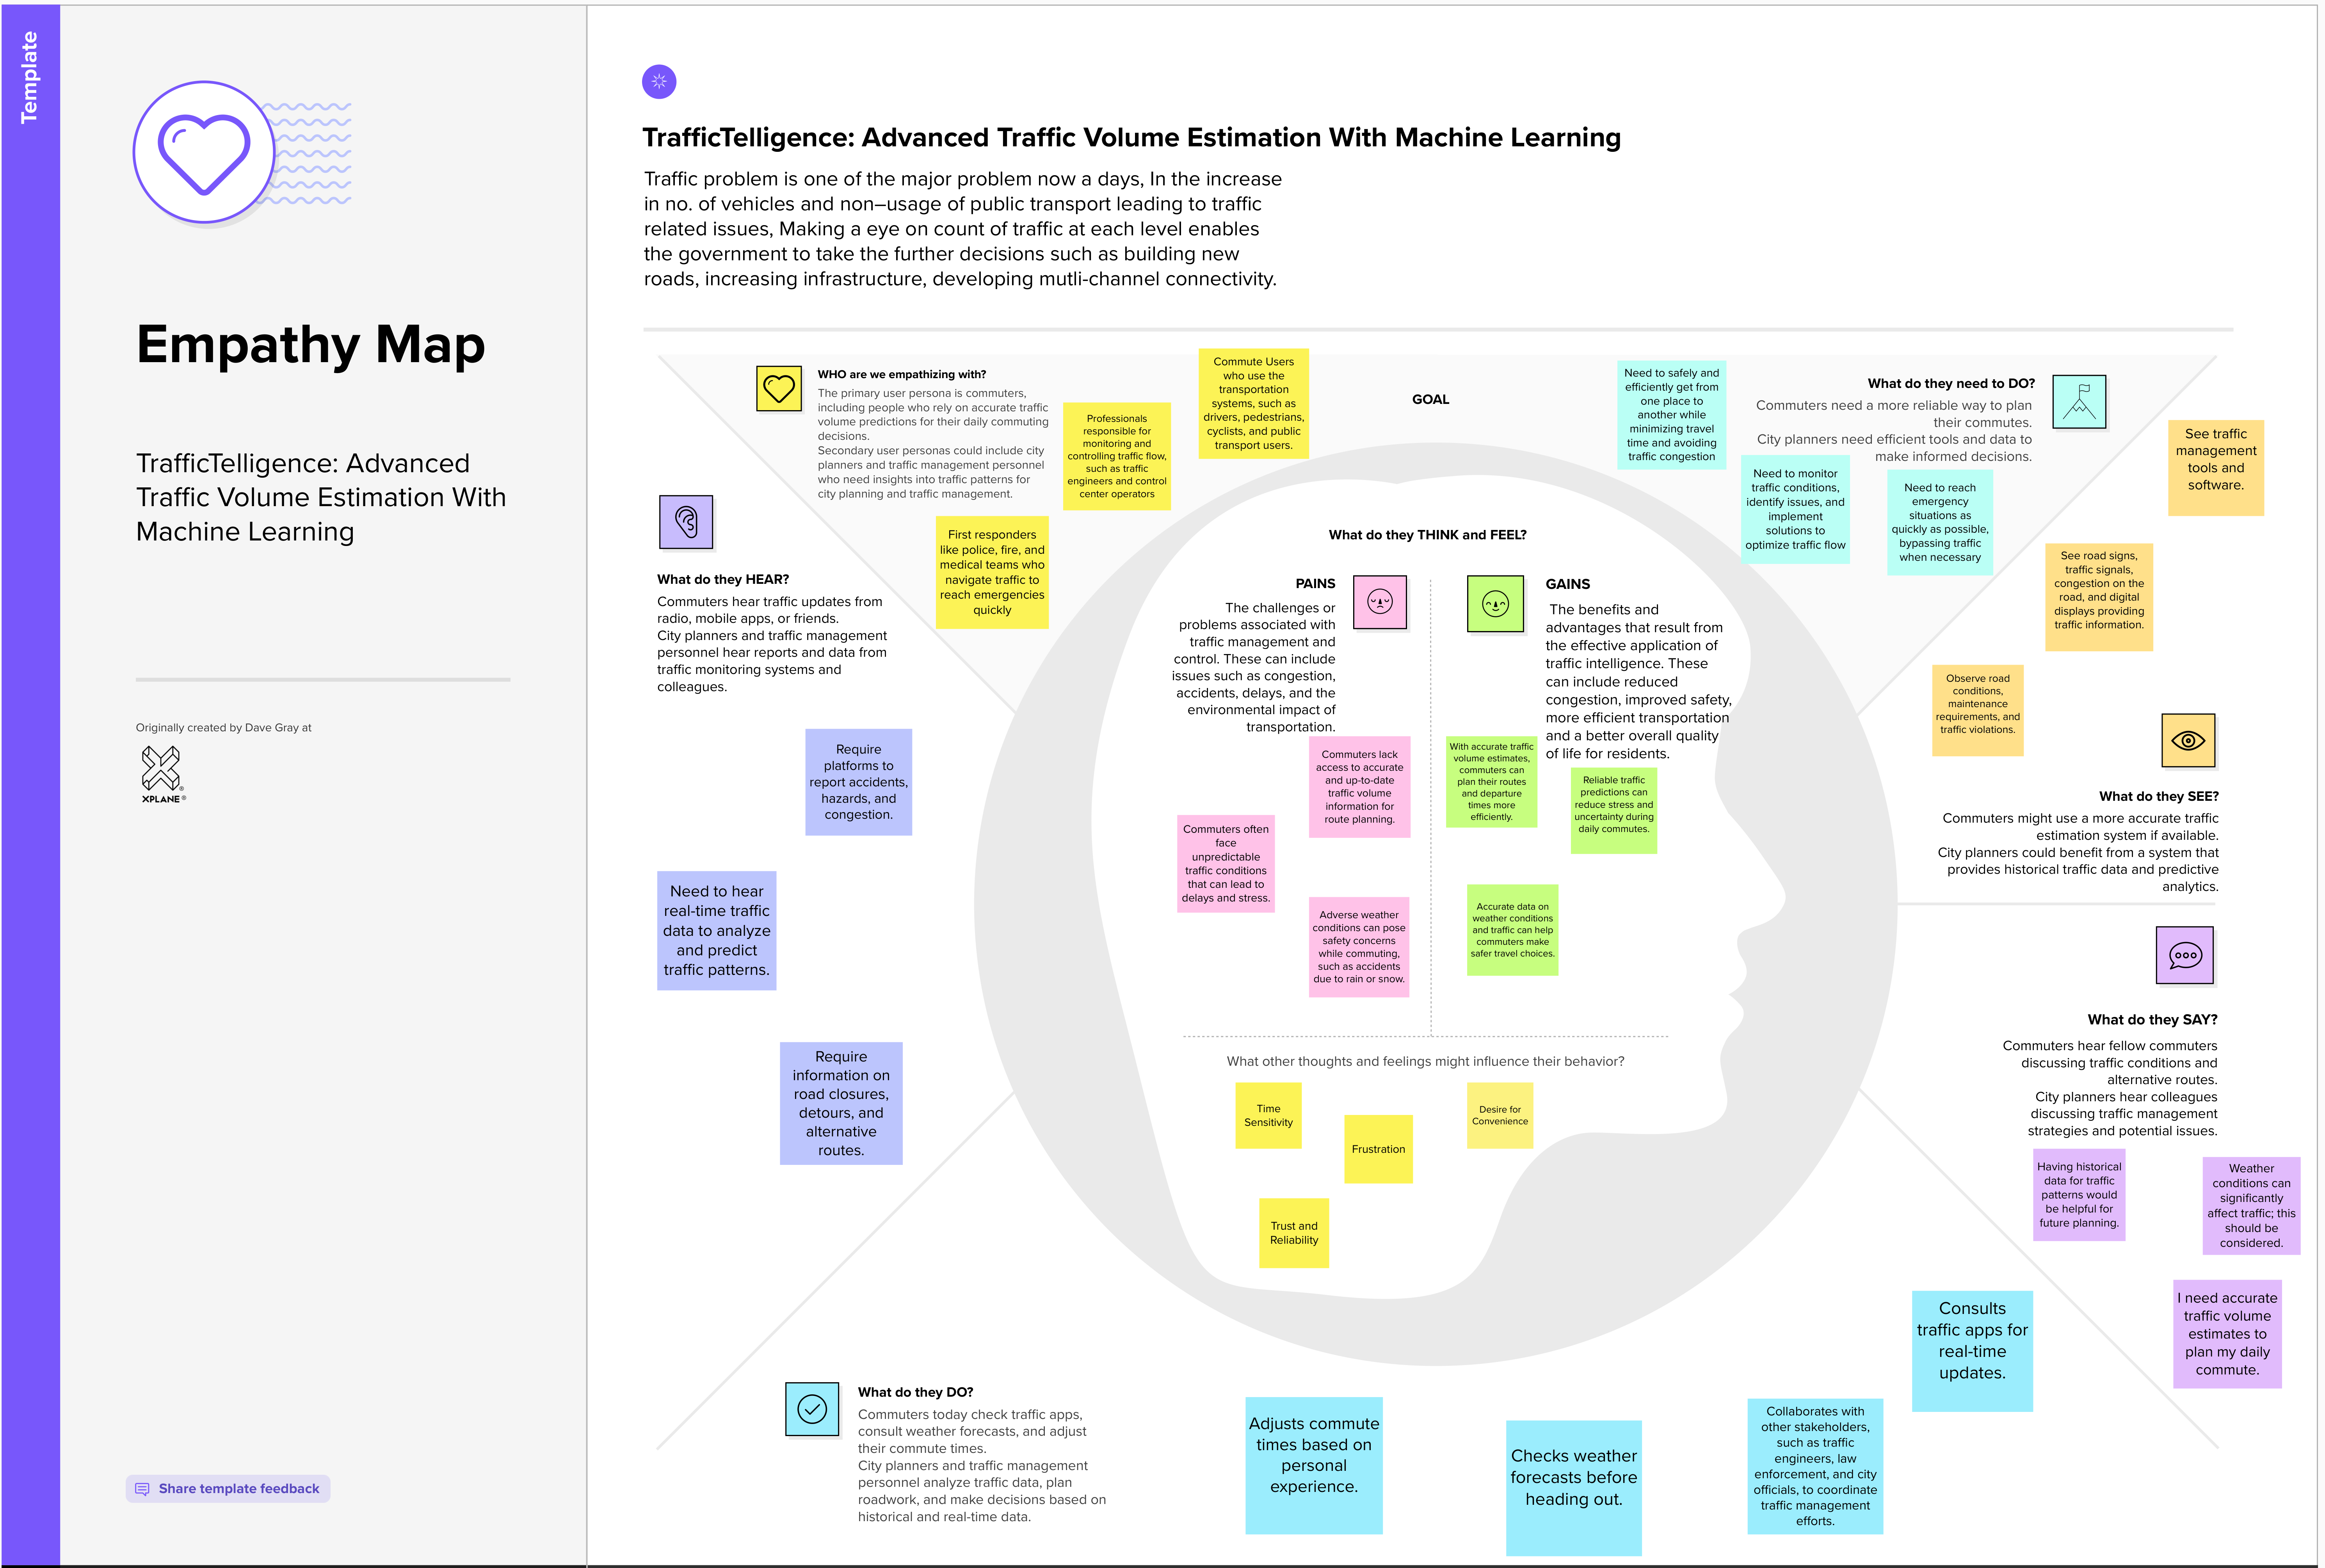 Template
Empathy Map
TrafficTelligence: Advanced
Traffic Volume Estimation With
Machine Learning
Originally created by Dave Gray at
XPLANE®
Share template feedback
TrafficTelligence: Advanced Traffic Volume Estimation With Machine Learning
Traffic problem is one of the major problem now a days, In the increase
in no. of vehicles and non–usage of public transport leading to traffic
related issues, Making a eye on count of traffic at each level enables
the government to take the further decisions such as building new
roads, increasing infrastructure, developing mutli-channel connectivity.
WHO are we empathizing with?
The primary user persona is commuters,
including people who rely on accurate traffic
volume predictions for their daily commuting
decisions.
Secondary user personas could include city
planners and traffic management personnel
who need insights into traffic patterns for
city planning and traffic management.
First responders
like police, fire, and
medical teams who
navigate traffic to
reach emergencies
quickly
Professionals
responsible for
monitoring and
controlling traffic flow,
such as traffic
engineers and control
center operators
Commute Users
who use the
transportation
systems, such as
drivers, pedestrians,
cyclists, and public
transport users.
GOAL
Need to safely and
efficiently get from
one place to
another while
minimizing travel
time and avoiding
traffic congestion
What do they need to DO?
Commuters need a more reliable way to plan
their commutes.
City planners need efficient tools and data to
make informed decisions.
Need to monitor
traffic conditions,
identify issues, and
implement
solutions to
optimize traffic flow
Need to reach
emergency
situations as
quickly as possible,
bypassing traffic
when necessary
See traffic
management
tools and
software.
See road signs,
traffic signals,
congestion on the
road, and digital
displays providing
traffic information.
Observe road
conditions,
maintenance
requirements, and
traffic violations.
What do they SEE?
Commuters might use a more accurate traffic
estimation system if available.
City planners could benefit from a system that
provides historical traffic data and predictive
analytics.
What do they HEAR?
Commuters hear traffic updates from
radio, mobile apps, or friends.
City planners and traffic management
personnel hear reports and data from
traffic monitoring systems and
colleagues.
Require
platforms to
report accidents,
hazards, and
congestion.
Need to hear
real-time traffic
data to analyze
and predict
traffic patterns.
Require
information on
road closures,
detours, and
alternative
routes.
What do they THINK and FEEL?
PAINS
The challenges or
problems associated with
traffic management and
control. These can include
issues such as congestion,
accidents, delays, and the
environmental impact of
transportation.
Commuters lack
access to accurate
and up-to-date
traffic volume
information for
route planning.
Commuters often
face
unpredictable
traffic conditions
that can lead to
delays and stress.
Adverse weather
conditions can pose
safety concerns
while commuting,
such as accidents
due to rain or snow.
GAINS
The benefits and
advantages that result from
the effective application of
traffic intelligence. These
can include reduced
congestion, improved safety,
more efficient transportation
and a better overall quality
of life for residents.
With accurate traffic
volume estimates,
commuters can
plan their routes
and departure
times more
efficiently.
Reliable traffic
predictions can
reduce stress and
uncertainty during
daily commutes.
Accurate data on
weather conditions
and traffic can help
commuters make
safer travel choices.
What other thoughts and feelings might influence their behavior?
Time
Sensitivity
Frustration
Desire for
Convenience
Trust and
Reliability
What do they SAY?
Commuters hear fellow commuters
discussing traffic conditions and
alternative routes.
City planners hear colleagues
discussing traffic management
strategies and potential issues.
Having historical
data for traffic
patterns would
be helpful for
future planning.
Weather
conditions can
significantly
affect traffic; this
should be
considered.
I need accurate
traffic volume
estimates to
plan my daily
commute.
What do they DO?
Commuters today check traffic apps,
consult weather forecasts, and adjust
their commute times.
City planners and traffic management
personnel analyze traffic data, plan
roadwork, and make decisions based on
historical and real-time data.
Adjusts commute
times based on
personal
experience.
Checks weather
forecasts before
heading out.
Collaborates with
other stakeholders,
such as traffic
engineers, law
enforcement, and city
officials, to coordinate
traffic management
efforts.
Consults
traffic apps for
real-time
updates.